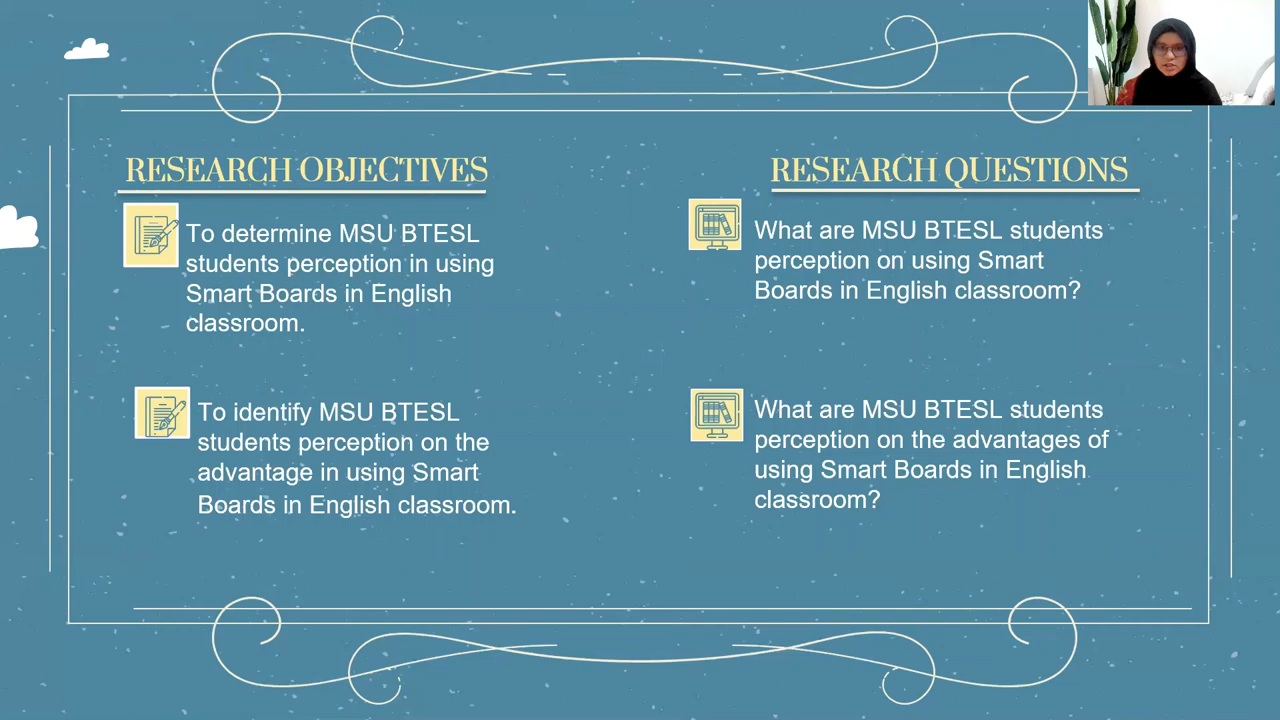 RESEARCH OBJECTIVES
To determine MSU BTESL
students perception in using
Smart Boards in English
classroom.
To identify MSU BTESL
students perception on the
advantage in using Smart
Boards in English classroom.
RESEARCH QUESTIONS
What are MSU BTESL students
perception on using Smart
Boards in English classroom?
What are MSU BTESL students
perception on the advantages of
using Smart Boards in English
classroom?